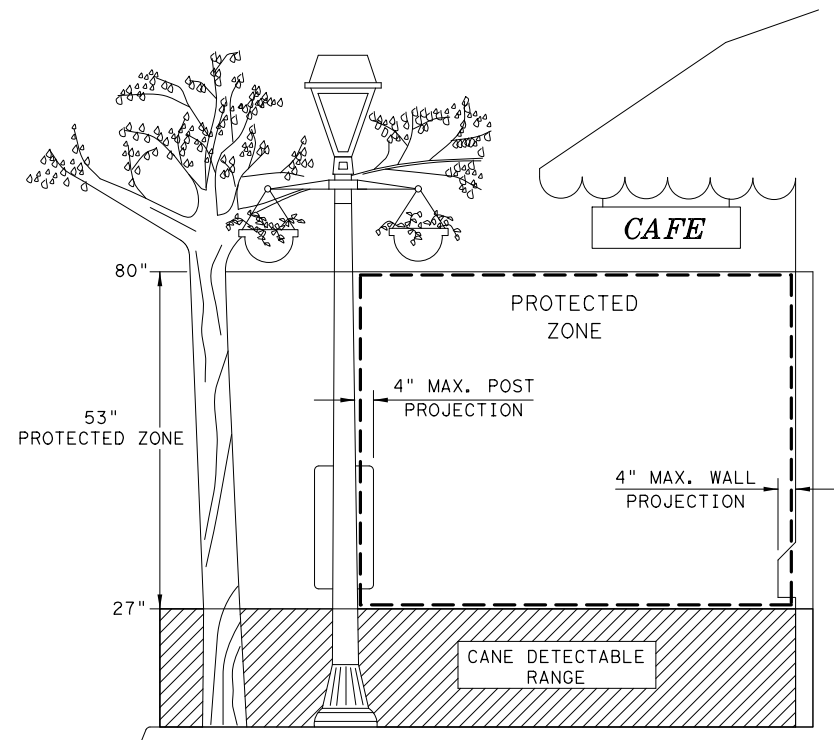 CAFE
80"
PROTECTED
ZONE
4" MAX. POST
PROJECTION
53"
PROTECTED ZONE
4" MAX. WALL
PROJECTION
27"
CANE DETECTABLE
RANGE